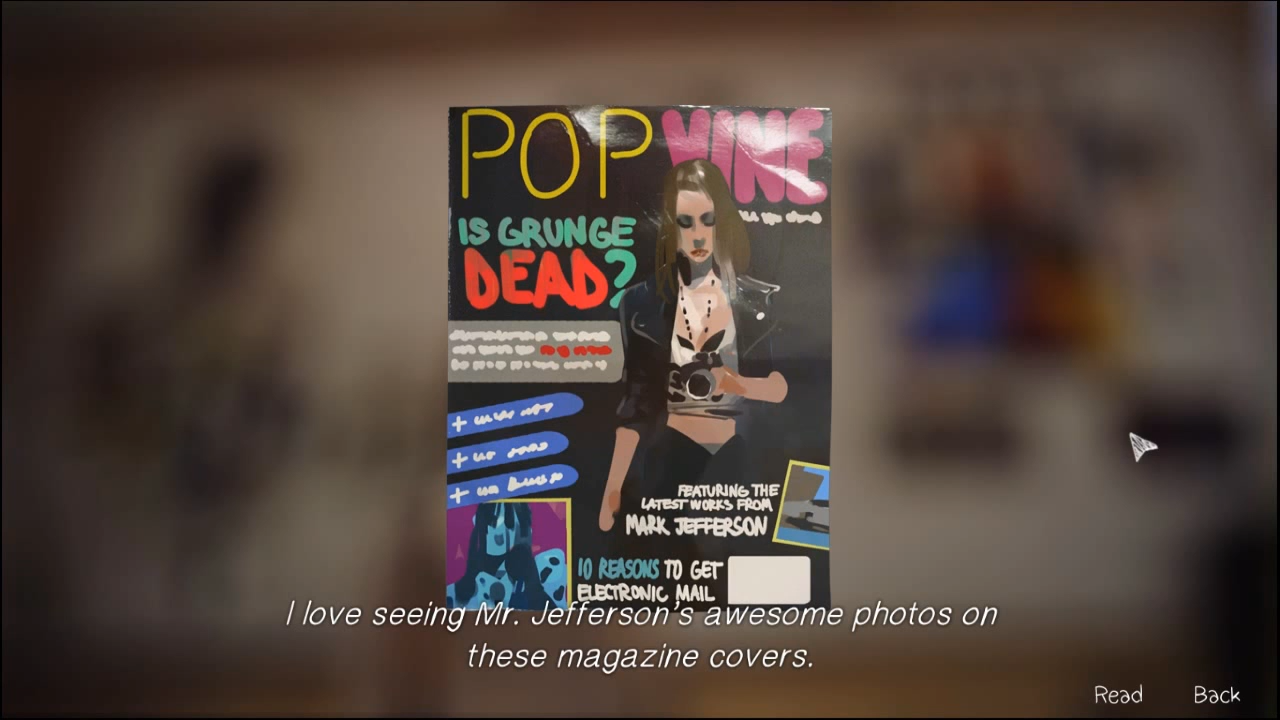 POP VINE
IS GRUNGE
DEAD?
FEATURING THE
LATEST WORKS FROM
MARK JEFFERSON
10 REASONS TO GET
ELECTRONIC MAIL
I love seeing Mr. Jefferson's awesome photos on
these magazine covers.
Read Back